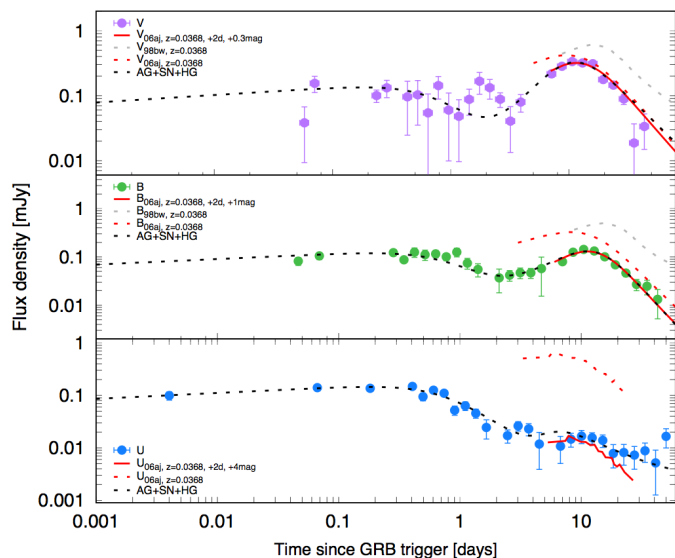 1
0.1
0.01
V
V06aj, z=0.0368, +2d, +0.3mag
V98bw, z=0.0368
V06aj, z=0.0368
AG+SN+HG
1
0.1
0.01
B
B06aj, z=0.0368, +2d, +1mag
B98bw, z=0.0368
B06aj, z=0.0368
AG+SN+HG
Flux density [mJy]
1
0.1
0.01
0.001
U
U06aj, z=0.0368, +2d, +4mag
U06aj, z=0.0368
AG+SN+HG
0.001 0.01 0.1 1 10
Time since GRB trigger [days]